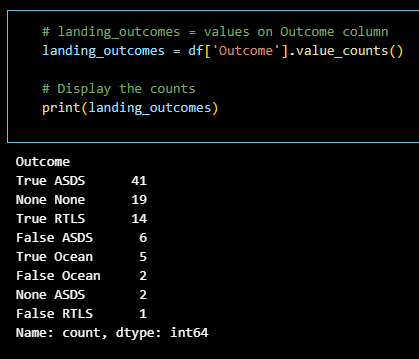 # landing_outcomes = values on Outcome column
landing_outcomes = df['Outcome'].value_counts()
# Display the counts
print(landing_outcomes)
Outcome
True ASDS 41
None None 19
True RTLS 14
False ASDS 6
True Ocean 5
False Ocean 2
None ASDS 2
False RTLS 1
Name: count, dtype: int64